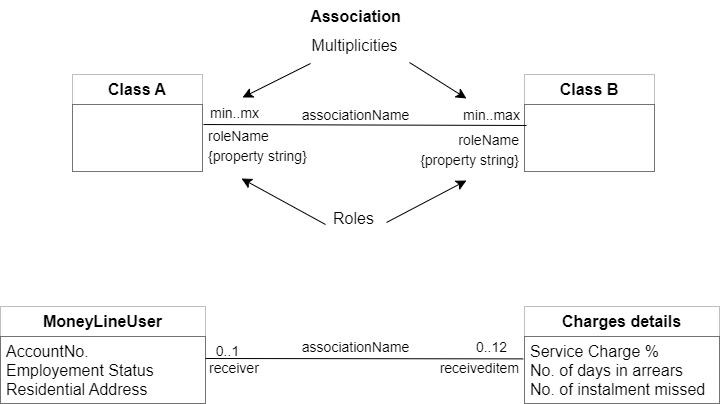 Association
Multiplicities
Class A
Class B
min..mx
associationName
min..max
roleName
roleName
{property string}
{property string}
Roles
MoneyLineUser
Charges details
AccountNo.
Employement Status
Residential Address
0..1
associationName
0..12
receiver
receiveditem
Service Charge %
No. of days in arrears
No. of instalment missed